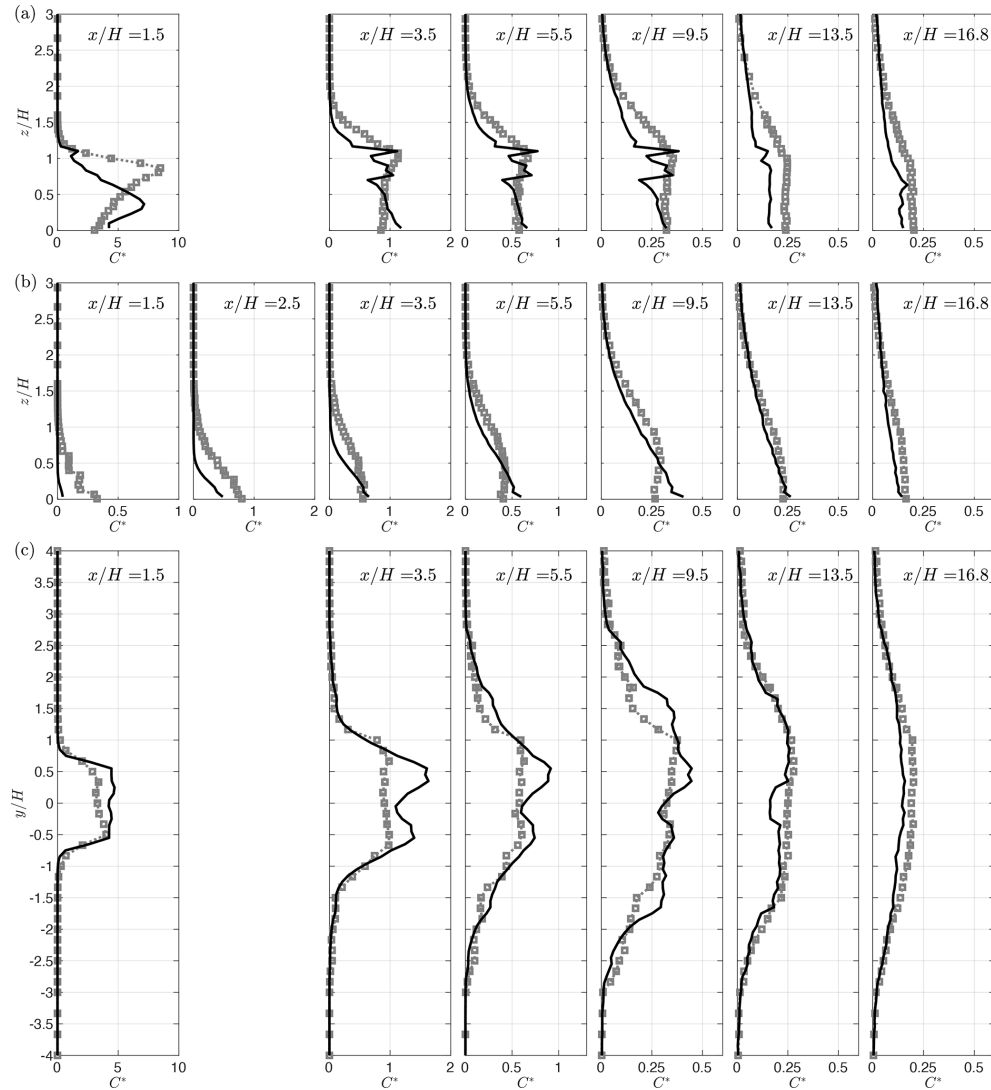 (a)
x/H =1.5
x/H =3.5
x/H =5.5
x/H =9.5
x/H =13.5
x/H =16.8
z/H
3
2.5
2
1.5
1
0.5
0
0 5 10
0 1 2
0 0.5 1
0 0.25 0.5
0 0.25 0.5
0 0.25 0.5
C* C* C* C* C* C*
(b)
x/H =1.5
x/H =2.5
x/H =3.5
x/H =5.5
x/H =9.5
x/H =13.5
x/H =16.8
z/H
3
2.5
2
1.5
1
0.5
0
0 1 2
0 1 2
0 1 2
0 0.5 1
0 0.25 0.5
0 0.25 0.5
0 0.25 0.5
C* C* C* C* C* C* C*
(c)
x/H =1.5
x/H =3.5
x/H =5.5
x/H =9.5
x/H =13.5
x/H =16.8
y/H
4
3.5
3
2.5
2
1.5
1
0.5
0
-0.5
-1
-1.5
-2
-2.5
-3
-3.5
-4
0 5 10
0 1 2
0 0.5 1
0 0.25 0.5
0 0.25 0.5
0 0.25 0.5
C* C* C* C* C* C*